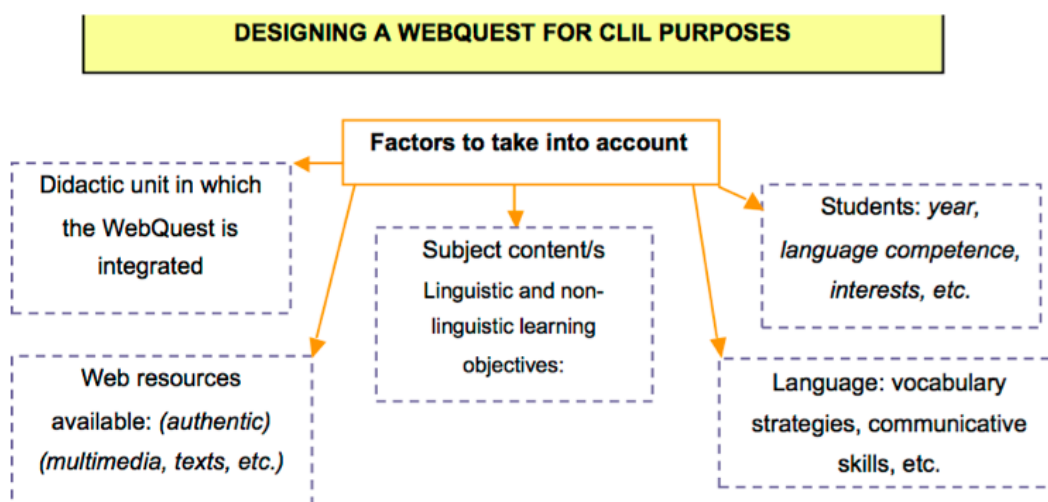 DESIGNING A WEBQUEST FOR CLIL PURPOSES
Factors to take into account
Didactic unit in which
the WebQuest is
integrated
Subject content/s
Linguistic and non-
linguistic learning
objectives:
Students: year,
language competence,
interests, etc.
Web resources
available: (authentic)
(multimedia, texts, etc.)
Language: vocabulary
strategies, communicative
skills, etc.